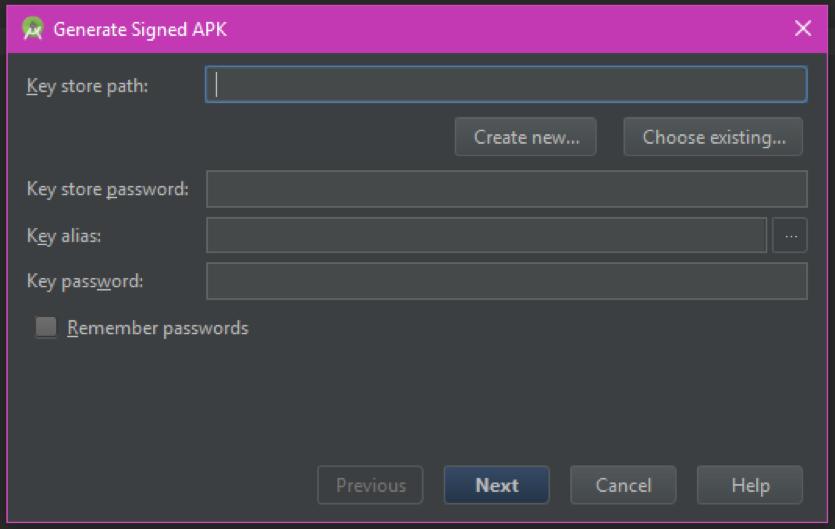 Generate Signed APK
Key store path:
Create new... Choose existing...
Key store password:
Key alias: ...
Key password:
Remember passwords
Previous Next Cancel Help